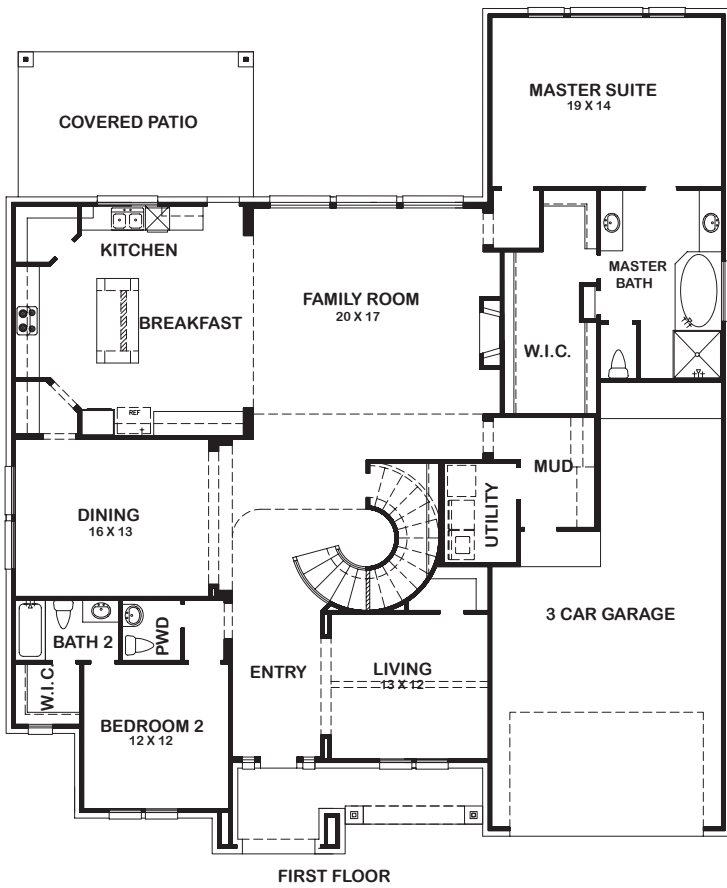 MASTER SUITE
19 X 14
COVERED PATIO
KITCHEN
MASTER
BATH
FAMILY ROOM
20 X 17
BREAKFAST
W.I.C.
REF
MUD
UTILITY
DINING
16 X 13
3 CAR GARAGE
BATH 2
PWD
W.I.C.
ENTRY
LIVING
13 X 12
BEDROOM 2
12 X 12
FIRST FLOOR